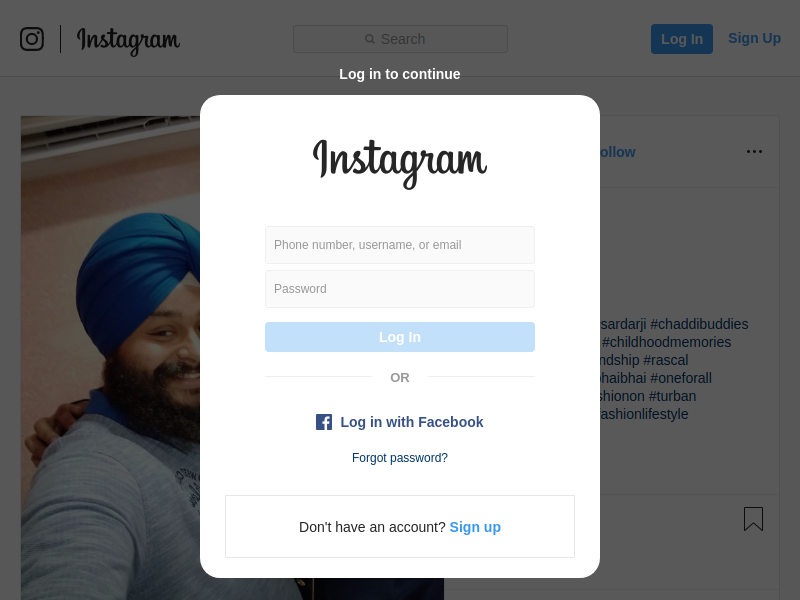 Instagram
Search
Log In
Sign Up
Log in to continue
Instagram
Phone number, username, or email
Password
Log In
OR
Log in with Facebook
Forgot password?
Don't have an account? Sign up
ollow
sardarji #chaddibuddies
#childhoodmemories
ndship #rascal
haibhai #oneforall
shionon #turban
ashionlifestyle